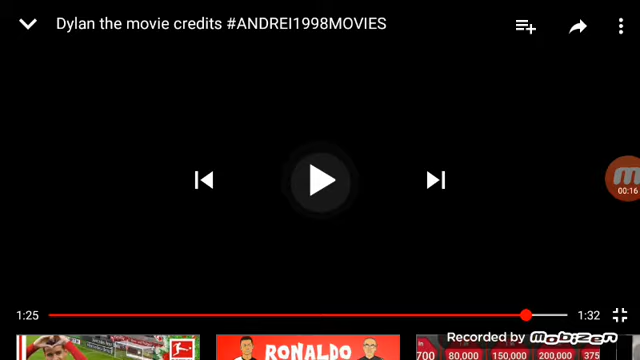 Dylan the movie credits #ANDREI1998MOVIES
00:16
1:25
1:32
Recorded by mobizen
RONALDO
700 80,000 150,000 200,000 375